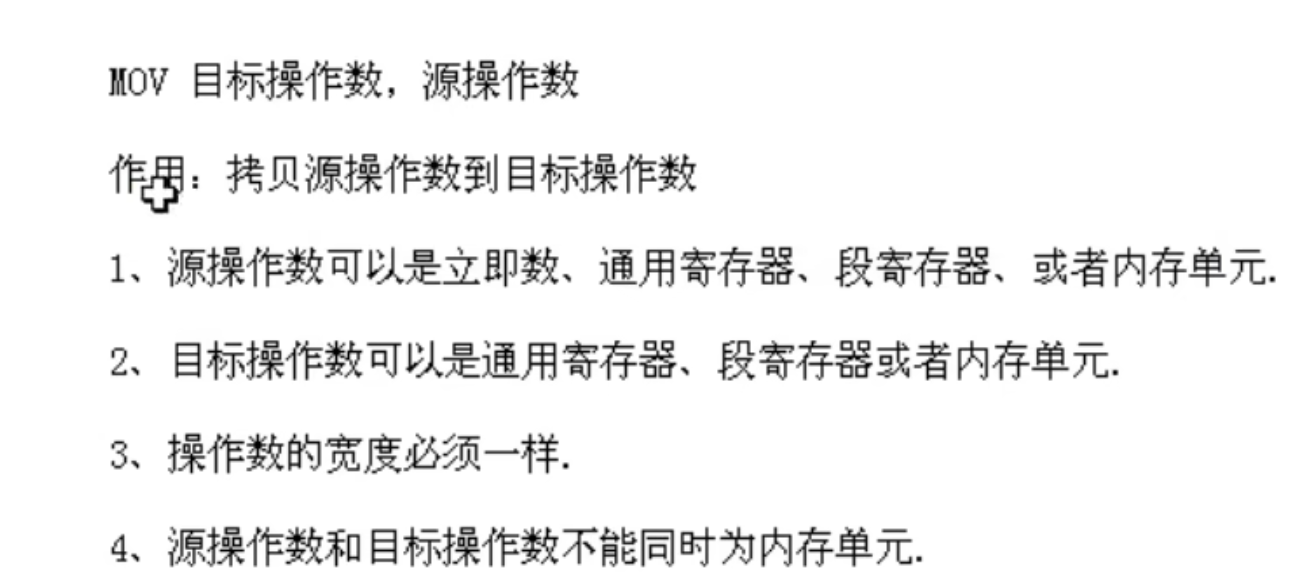 MOV 目标操作数，源操作数
作用：拷贝源操作数到目标操作数
1、源操作数可以是立即数、通用寄存器、段寄存器、或者内存单元.
2、目标操作数可以是通用寄存器、段寄存器或者内存单元.
3、操作数的宽度必须一样.
4、源操作数和目标操作数不能同时为内存单元.